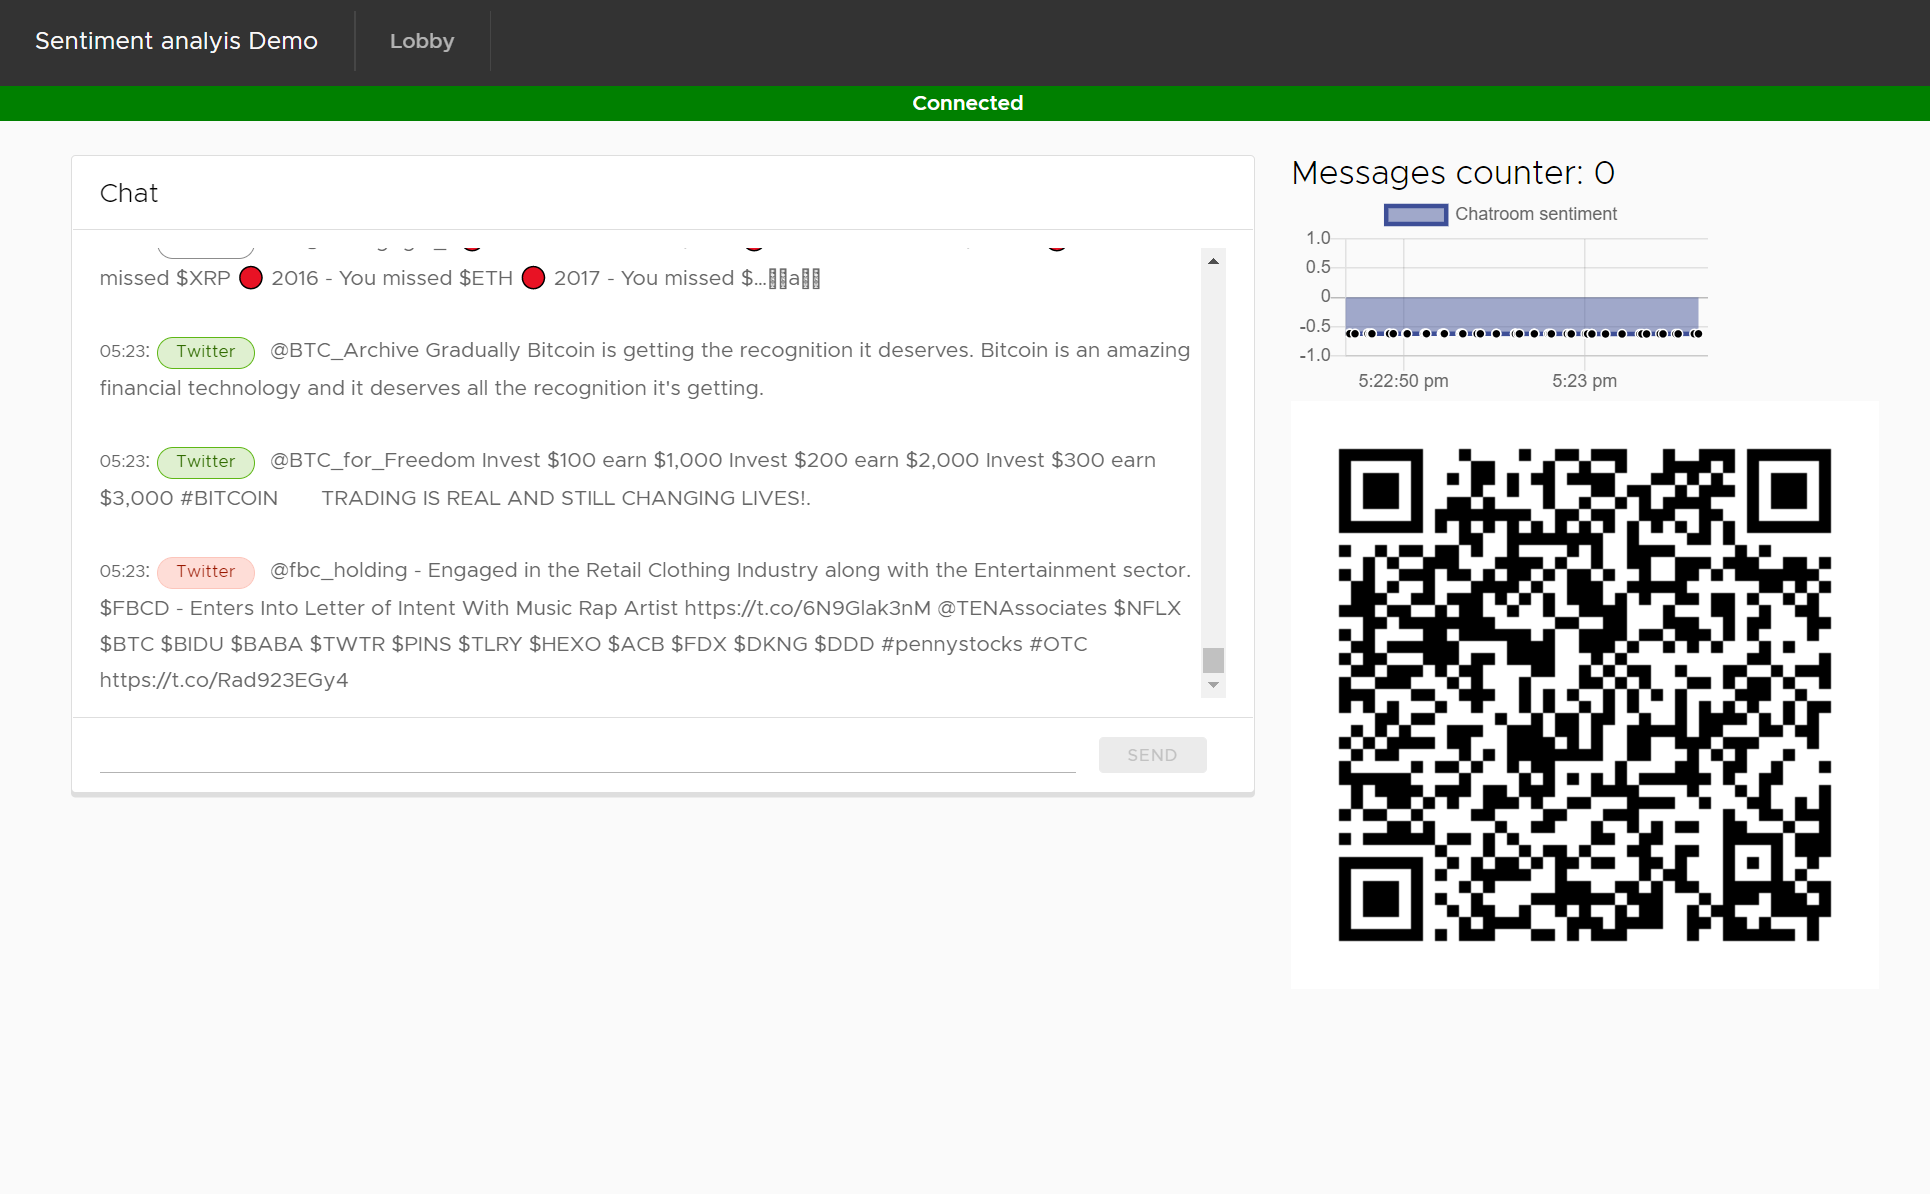 Sentiment analyis Demo
Lobby
Connected
Chat
missed $XRP 🔴 2016 - You missed $ETH 🔴 2017 - You missed $...
05:23: Twitter @BTC_Archive Gradually Bitcoin is getting the recognition it deserves. Bitcoin is an amazing
financial technology and it deserves all the recognition it's getting.
05:23: Twitter @BTC_for_Freedom Invest $100 earn $1,000 Invest $200 earn $2,000 Invest $300 earn
$3,000 #BITCOIN TRADING IS REAL AND STILL CHANGING LIVES!.
05:23: Twitter @fbc_holding - Engaged in the Retail Clothing Industry along with the Entertainment sector.
$FBCD - Enters Into Letter of Intent With Music Rap Artist https://t.co/6N9Glak3nM @TENAssociates $NFLX
$BTC $BIDU $BABA $TWTR $PINS $TLRY $HEXO $ACB $FDX $DKNG $DDD #pennystocks #OTC
https://t.co/Rad923EGy4
SEND
Messages counter: 0
Chatroom sentiment
1.0
0.5
0
-0.5
-1.0
5:22:50 pm
5:23 pm